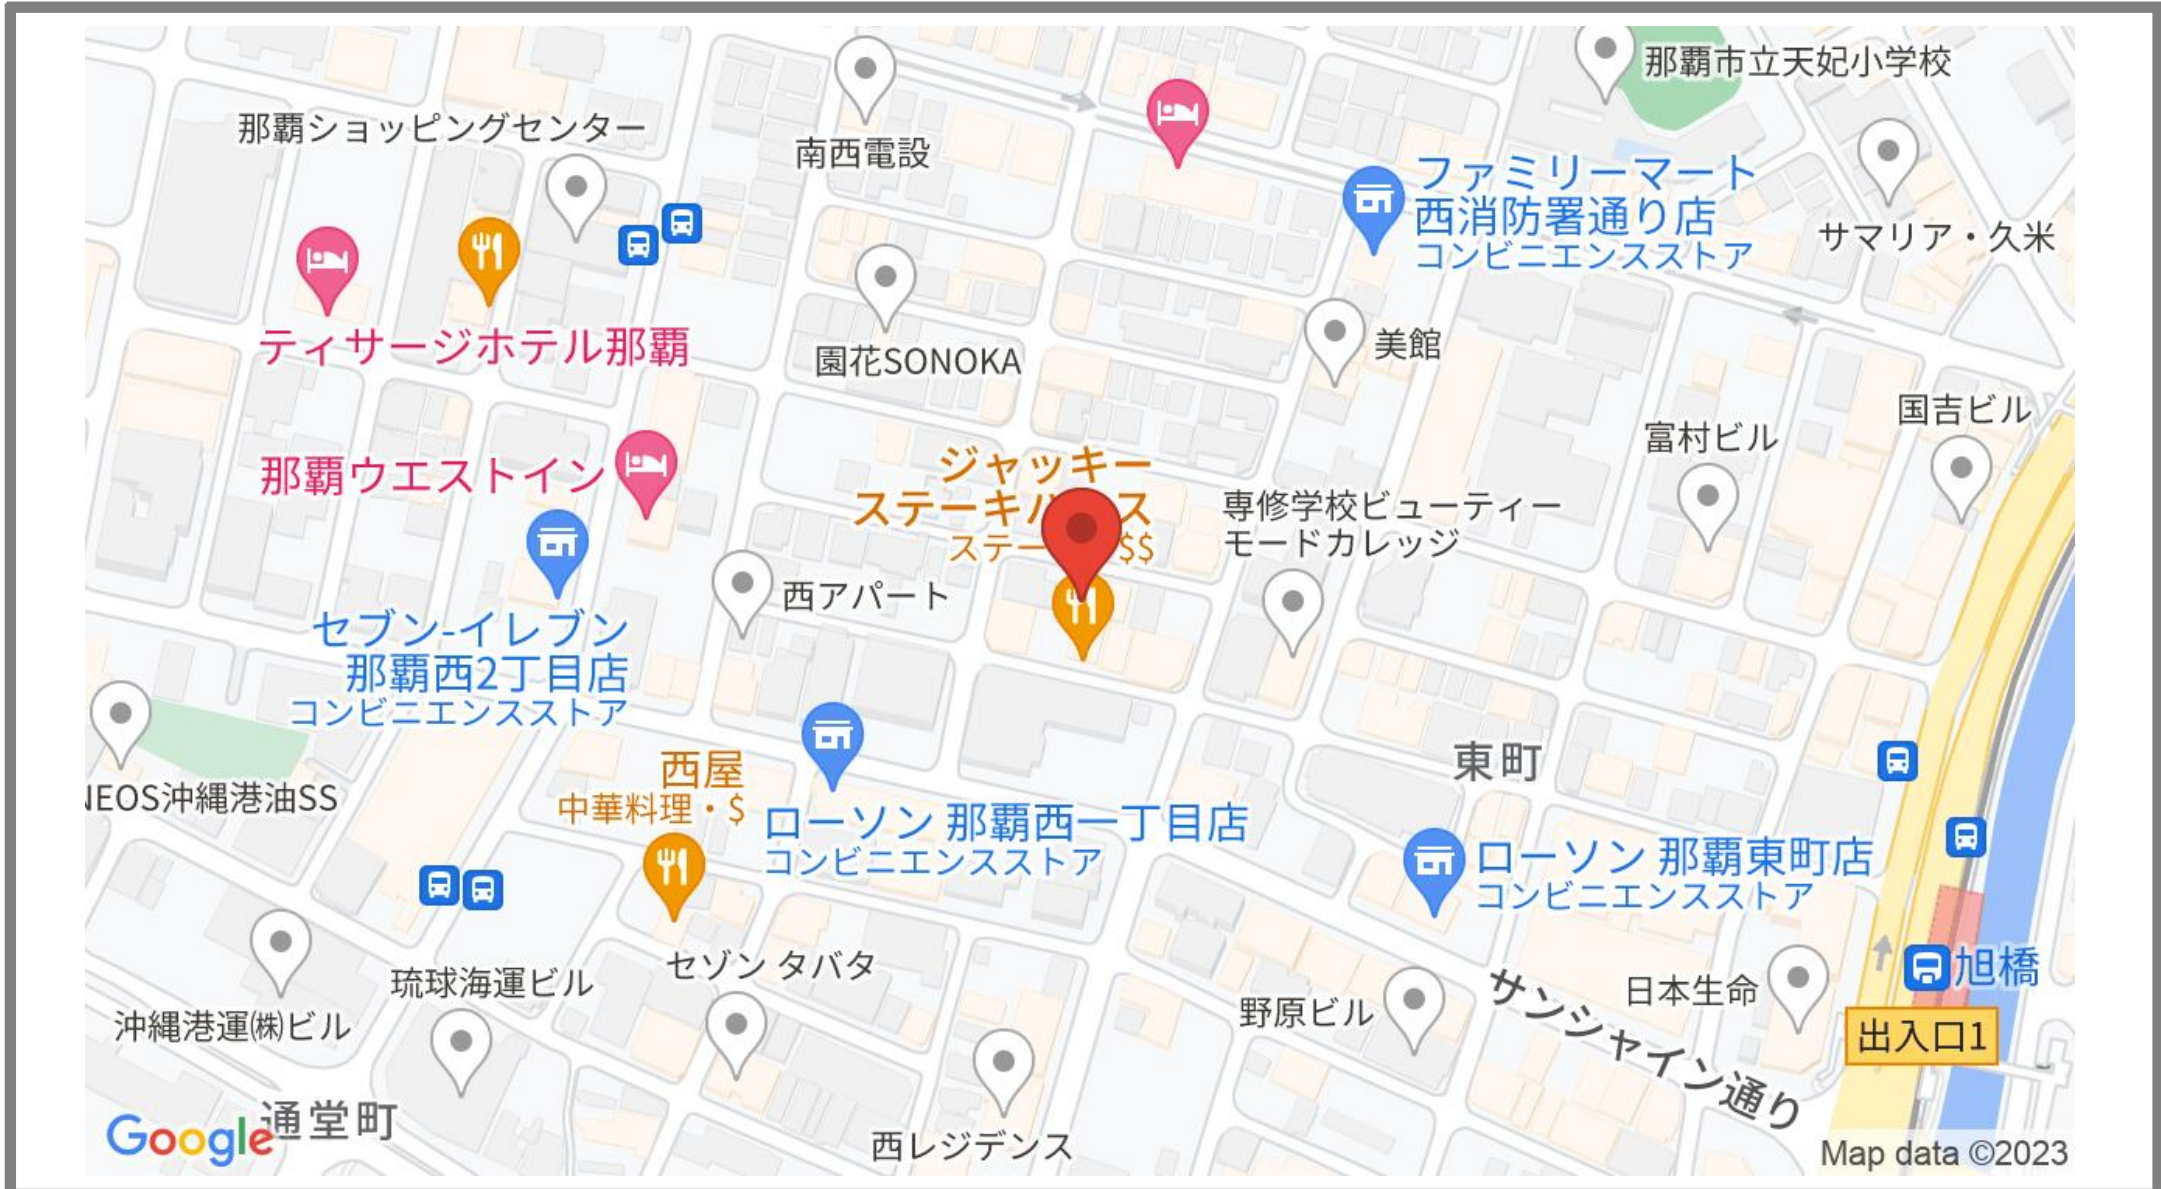 那覇市立天妃小学校
那覇ショッピングセンター
南西電設
ファミリーマート
西消防署通り店
コンビニエンスストア
サマリア・久米
ティサージホテル那覇
園花SONOKA
美館
国吉ビル
富村ビル
那覇ウエストイン
ジャッキー
ステーキハウス
ステー $$
専修学校ビューティー
モードカレッジ
西アパート
セブン-イレブン
那覇西2丁目店
コンビニエンスストア
NEOS沖縄港油SS
西屋
中華料理・$
ローソン 那覇西一丁目店
コンビニエンスストア
東町
ローソン 那覇東町店
コンビニエンスストア
セゾン タバタ
琉球海運ビル
沖縄港運㈱ビル
野原ビル
サンシャイン通り
日本生命
旭橋
出入口1
通堂町
西レジデンス
Google
Map data ©2023